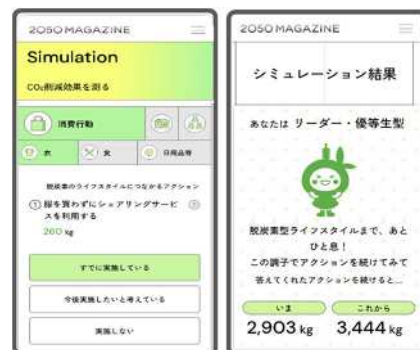 2050 MAGAZINE
Simulation
CO₂削減効果を測る
消費行動
衣
食
日用品等
脱炭素のライフスタイルにつながるアクション
① 服を買わずにシェアリングサービ
スを利用する
260 kg
すでに実施している
今後実施したいと考えている
実施しない
2050 MAGAZINE
シミュレーション結果
あなたは リーダー・優等生型
脱炭素型ライフスタイルまで、あと
ひと息！
この調子でアクションを続けてみて
答えてくれたアクションを続けると...
いま
これから
2,903 kg
3,444 kg